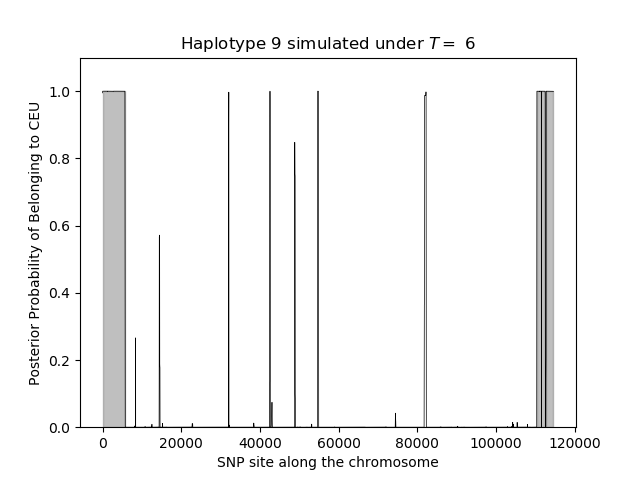 Haplotype 9 simulated under T = 6
Posterior Probability of Belonging to CEU
1.0
0.8
0.6
0.4
0.2
0.0
0 20000 40000 60000 80000 100000 120000
SNP site along the chromosome